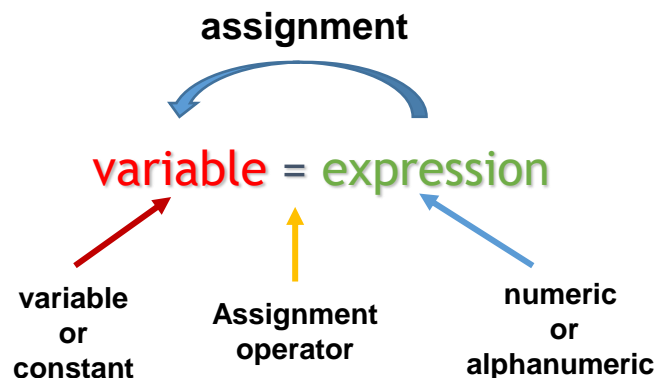 assignment
variable = expression
variable
or
constant
Assignment
operator
numeric
or
alphanumeric